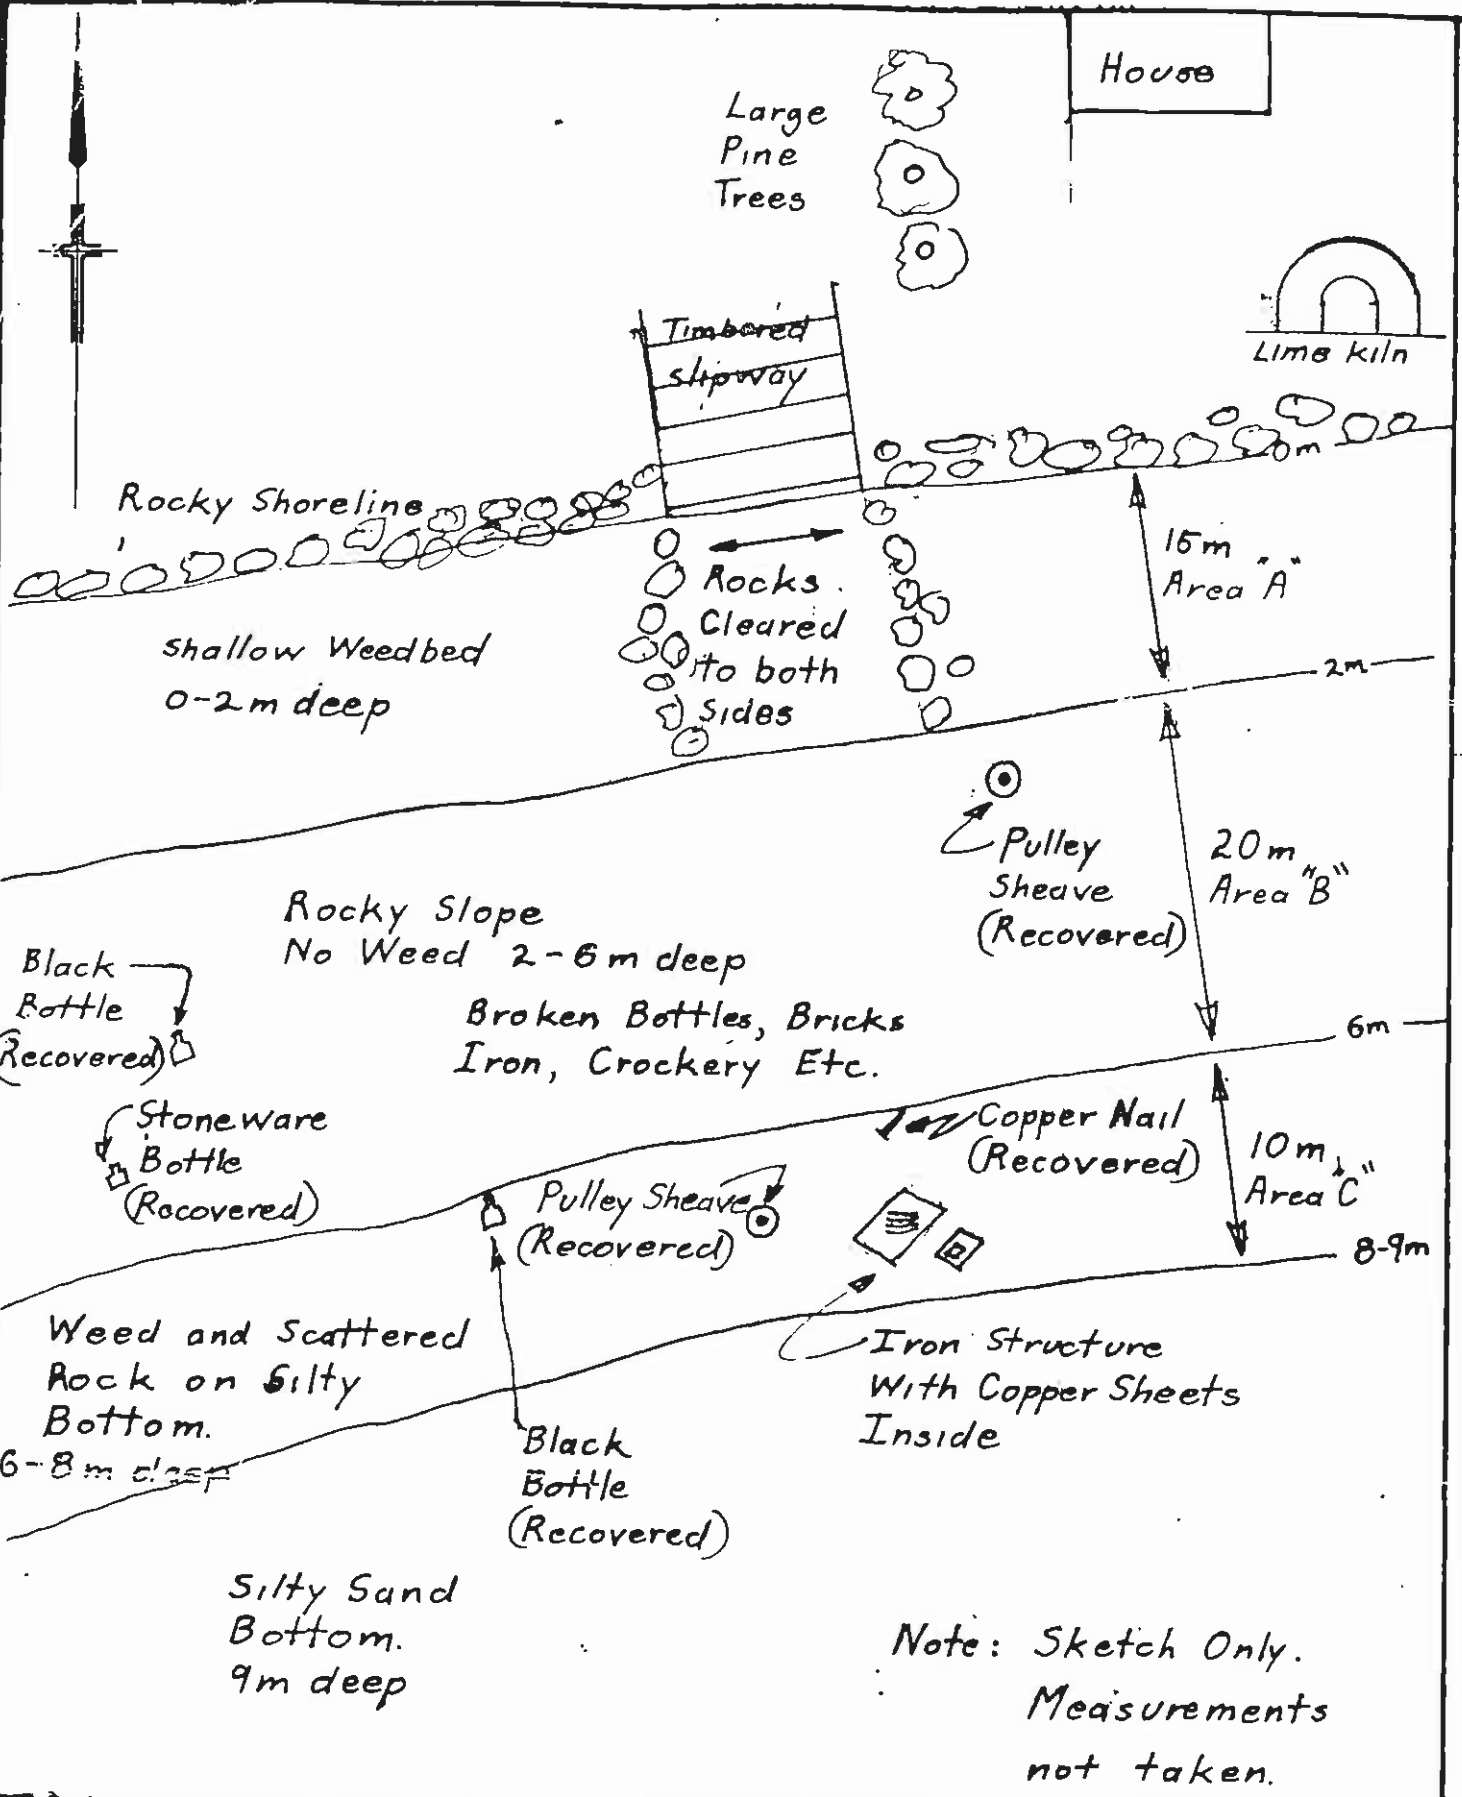 House
Large
Pine
Trees
Timbered
slipway
Lime kiln
0m
Rocky Shoreline
15m
Area "A"
Rocks
Cleared
to both
Sides
shallow Weedbed
0-2m deep
2m
Pulley
Sheave
(Recovered)
20m
Area "B"
Rocky Slope
No Weed 2-6m deep
Black
Bottle
(Recovered)
Broken Bottles, Bricks
Iron, Crockery Etc.
6m
Stoneware
Bottle
(Recovered)
Copper Nail
(Recovered)
10m
Area "C"
Pulley Sheave
(Recovered)
8-9m
Weed and Scattered
Rock on Silty
Bottom.
6-8m deep
Iron Structure
With Copper Sheets
Inside
Black
Bottle
(Recovered)
Silty Sand
Bottom.
9m deep
Note: Sketch Only.
Measurements
not taken.